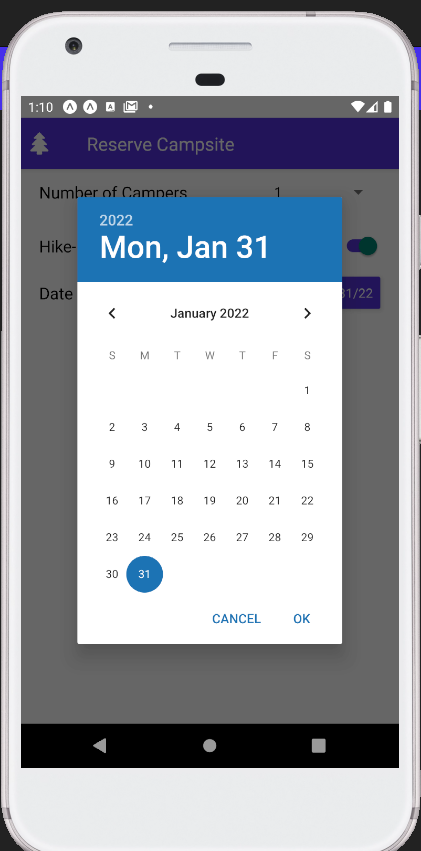 1:10
Reserve Campsite
Number of Campers 1
2022
Mon, Jan 31
Hike-
Date 31/22
January 2022
S M T W T F S
1
2 3 4 5 6 7 8
9 10 11 12 13 14 15
16 17 18 19 20 21 22
23 24 25 26 27 28 29
30 31
CANCEL OK